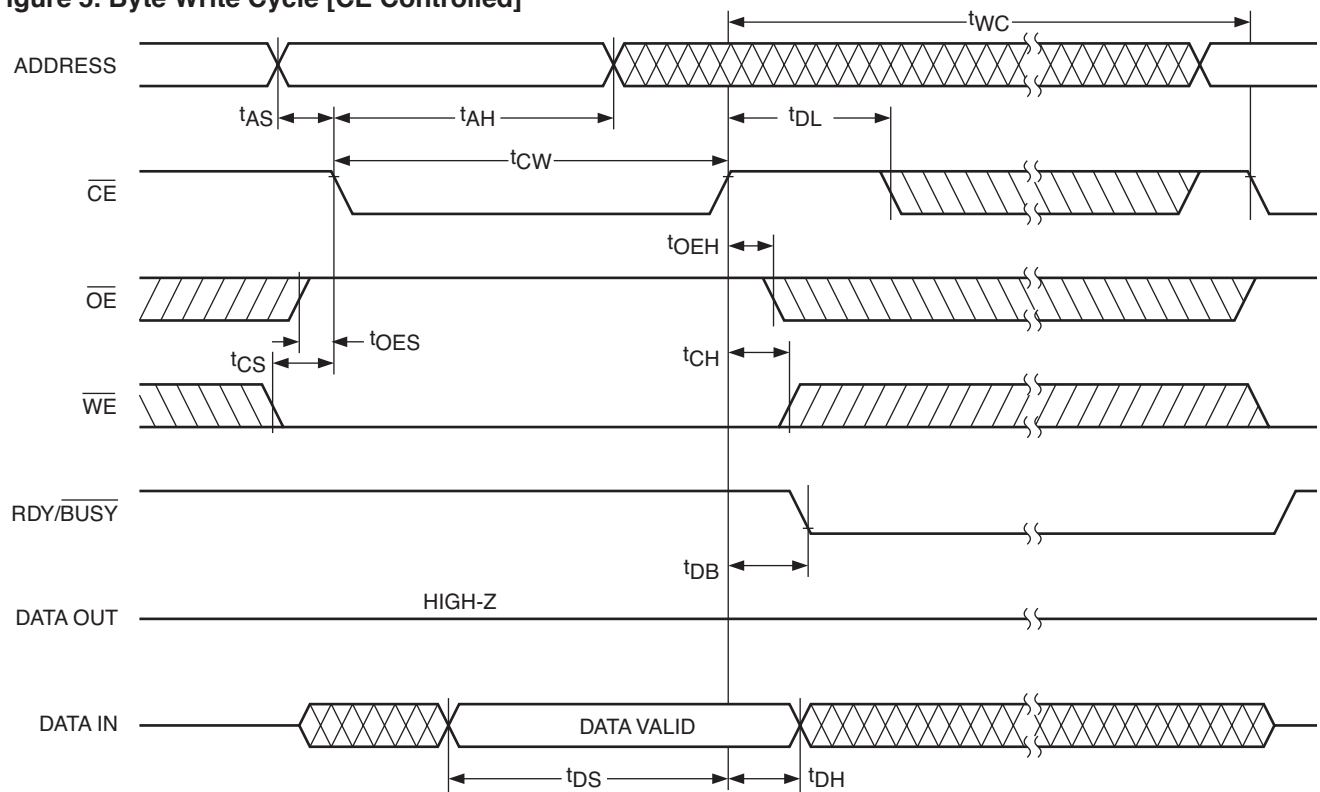 Figure 5. Byte Write Cycle [CE Controlled]
tWC
ADDRESS
tAS
tAH
tDL
tCW
CE
tOEH
OE
tOES
tCS
tCH
WE
RDY/BUSY
tDB
HIGH-Z
DATA OUT
DATA IN
DATA VALID
tDS
tDH